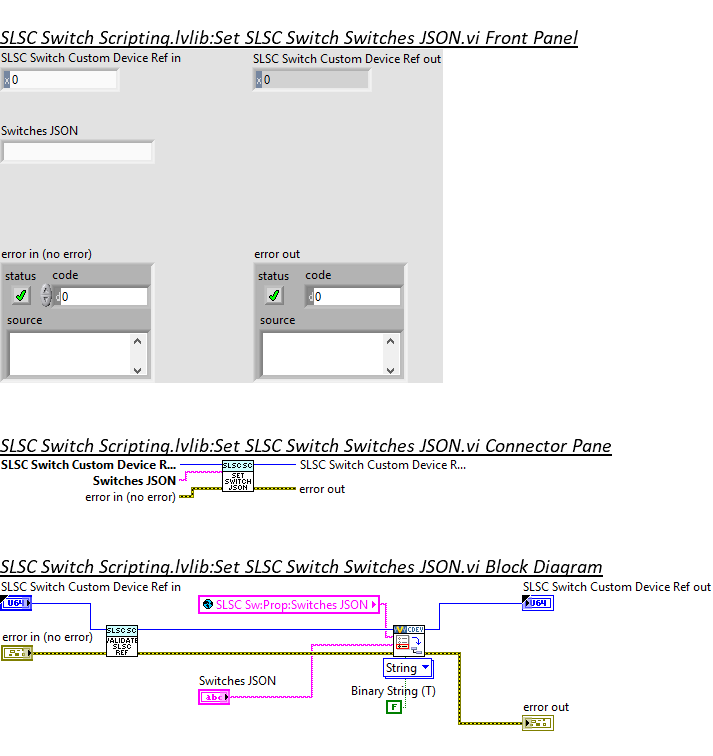 SLSC Switch Scripting.lvlib:Set SLSC Switch Switches JSON.vi Front Panel
SLSC Switch Custom Device Ref in
SLSC Switch Custom Device Ref out
x 0
x 0
Switches JSON
error in (no error)
error out
status code
status code
d 0
d 0
source
source
SLSC Switch Scripting.lvlib:Set SLSC Switch Switches JSON.vi Connector Pane
SLSC Switch Custom Device R...
SLSC SC
SLSC Switch Custom Device R...
Switches JSON
SET
SWITCH
JSON
error in (no error)
error out
SLSC Switch Scripting.lvlib:Set SLSC Switch Switches JSON.vi Block Diagram
SLSC Switch Custom Device Ref in
SLSC Switch Custom Device Ref out
U64
SLSC Sw:Prop:Switches JSON
U64
error in (no error)
SLSC SC
VALIDATE
SLSC
REF
CDEV
String
Switches JSON
abc
Binary String (T)
F
error out